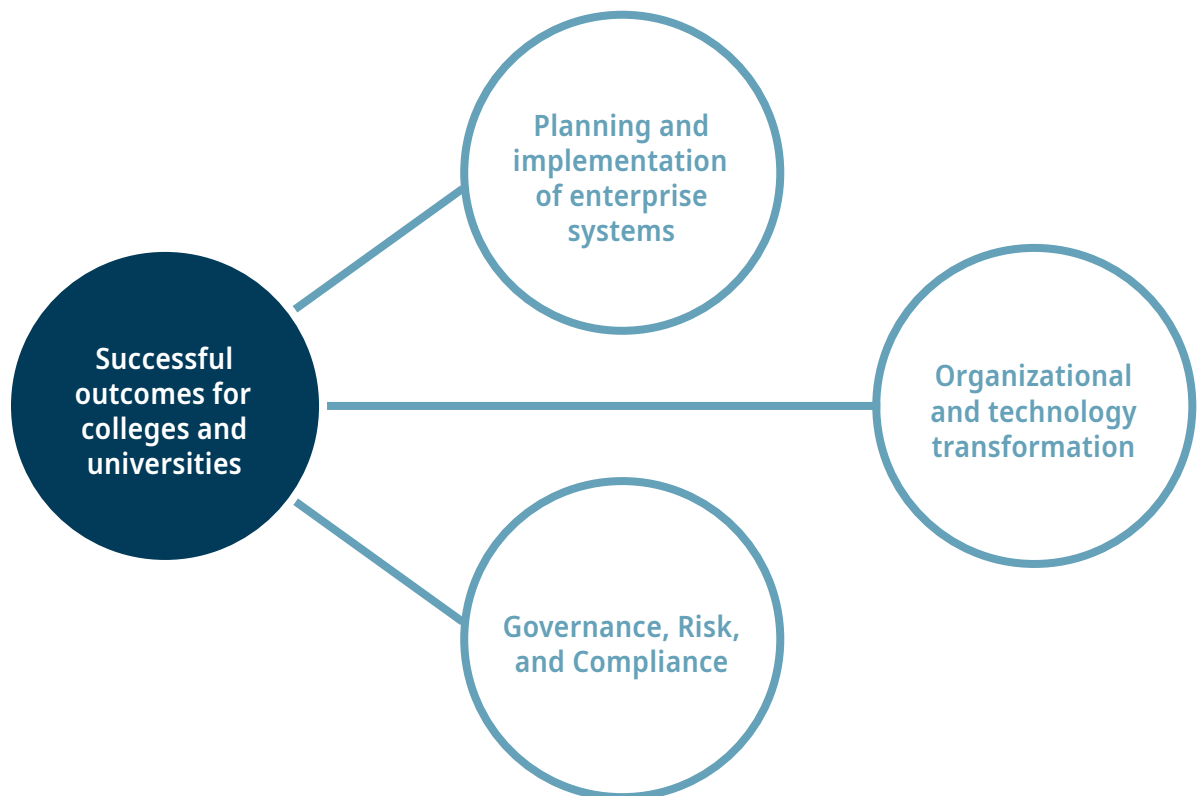 Planning and
implementation
of enterprise
systems
Successful
outcomes for
colleges and
universities
Organizational
and technology
transformation
Governance, Risk,
and Compliance